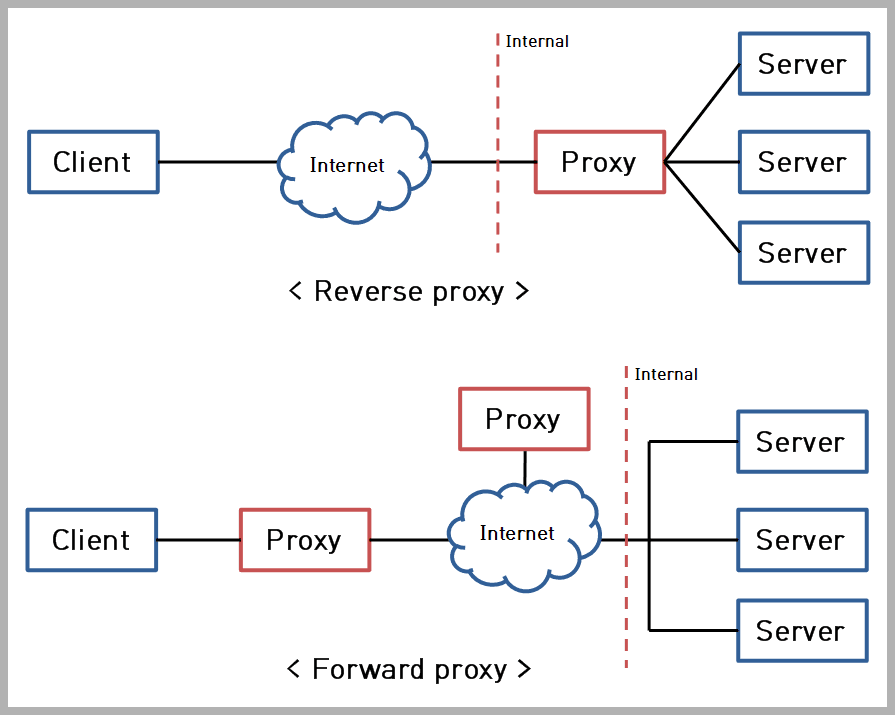 Internal
Server
Client
Internet
Proxy
Server
Server
< Reverse proxy >
Internal
Proxy
Server
Client
Proxy
Internet
Server
Server
< Forward proxy >